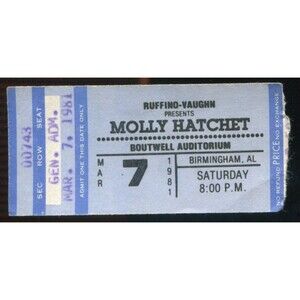 RUFFINO-VAUGHN
PRESENTS
MOLLY HATCHET
BOUTWELL AUDITORIUM
MAR
7
1981
BIRMINGHAM, AL
SATURDAY
8:00 P.M.
00743
GEN. ADM.
MAR. 7, 1981
SEC ROW SEAT
ADMIT ONE THIS DATE ONLY
PRICE
NO REFUND NO EXCHANGE